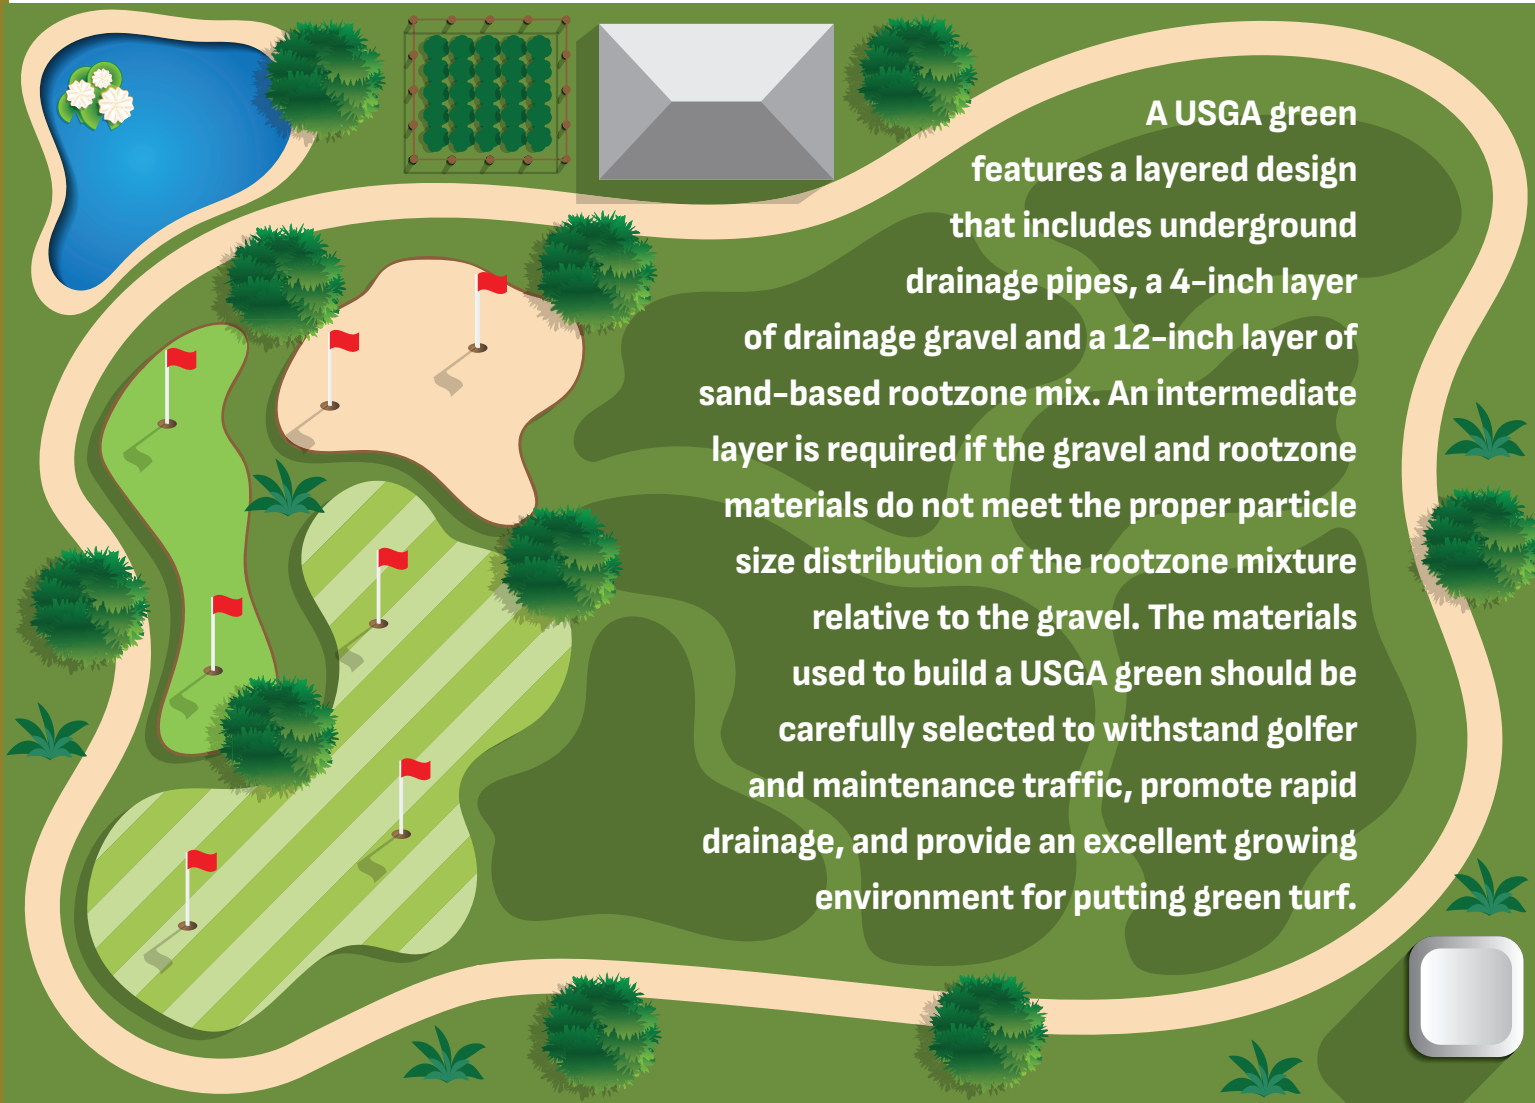 A USGA green
features a layered design
that includes underground
drainage pipes, a 4-inch layer
of drainage gravel and a 12-inch layer of
sand-based rootzone mix. An intermediate
layer is required if the gravel and rootzone
materials do not meet the proper particle
size distribution of the rootzone mixture
relative to the gravel. The materials
used to build a USGA green should be
carefully selected to withstand golfer
and maintenance traffic, promote rapid
drainage, and provide an excellent growing
environment for putting green turf.